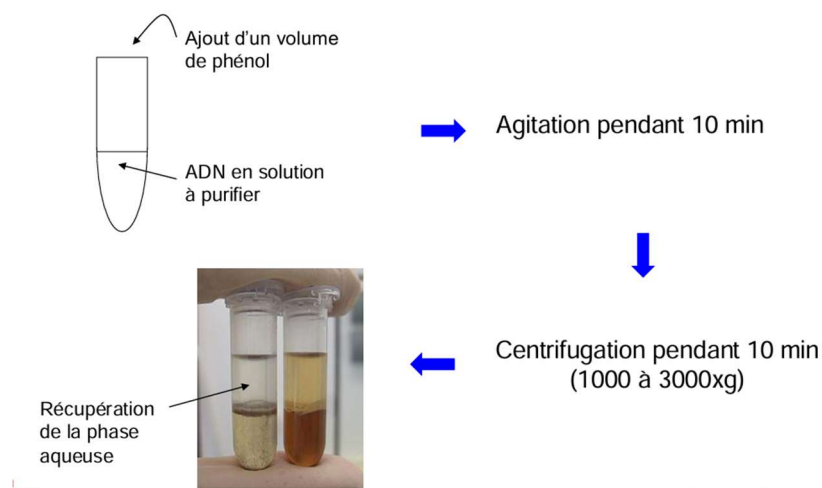 Ajout d'un volume
de phénol
Agitation pendant 10 min
ADN en solution
à purifier
Centrifugation pendant 10 min
(1000 à 3000xg)
Récupération
de la phase
aqueuse